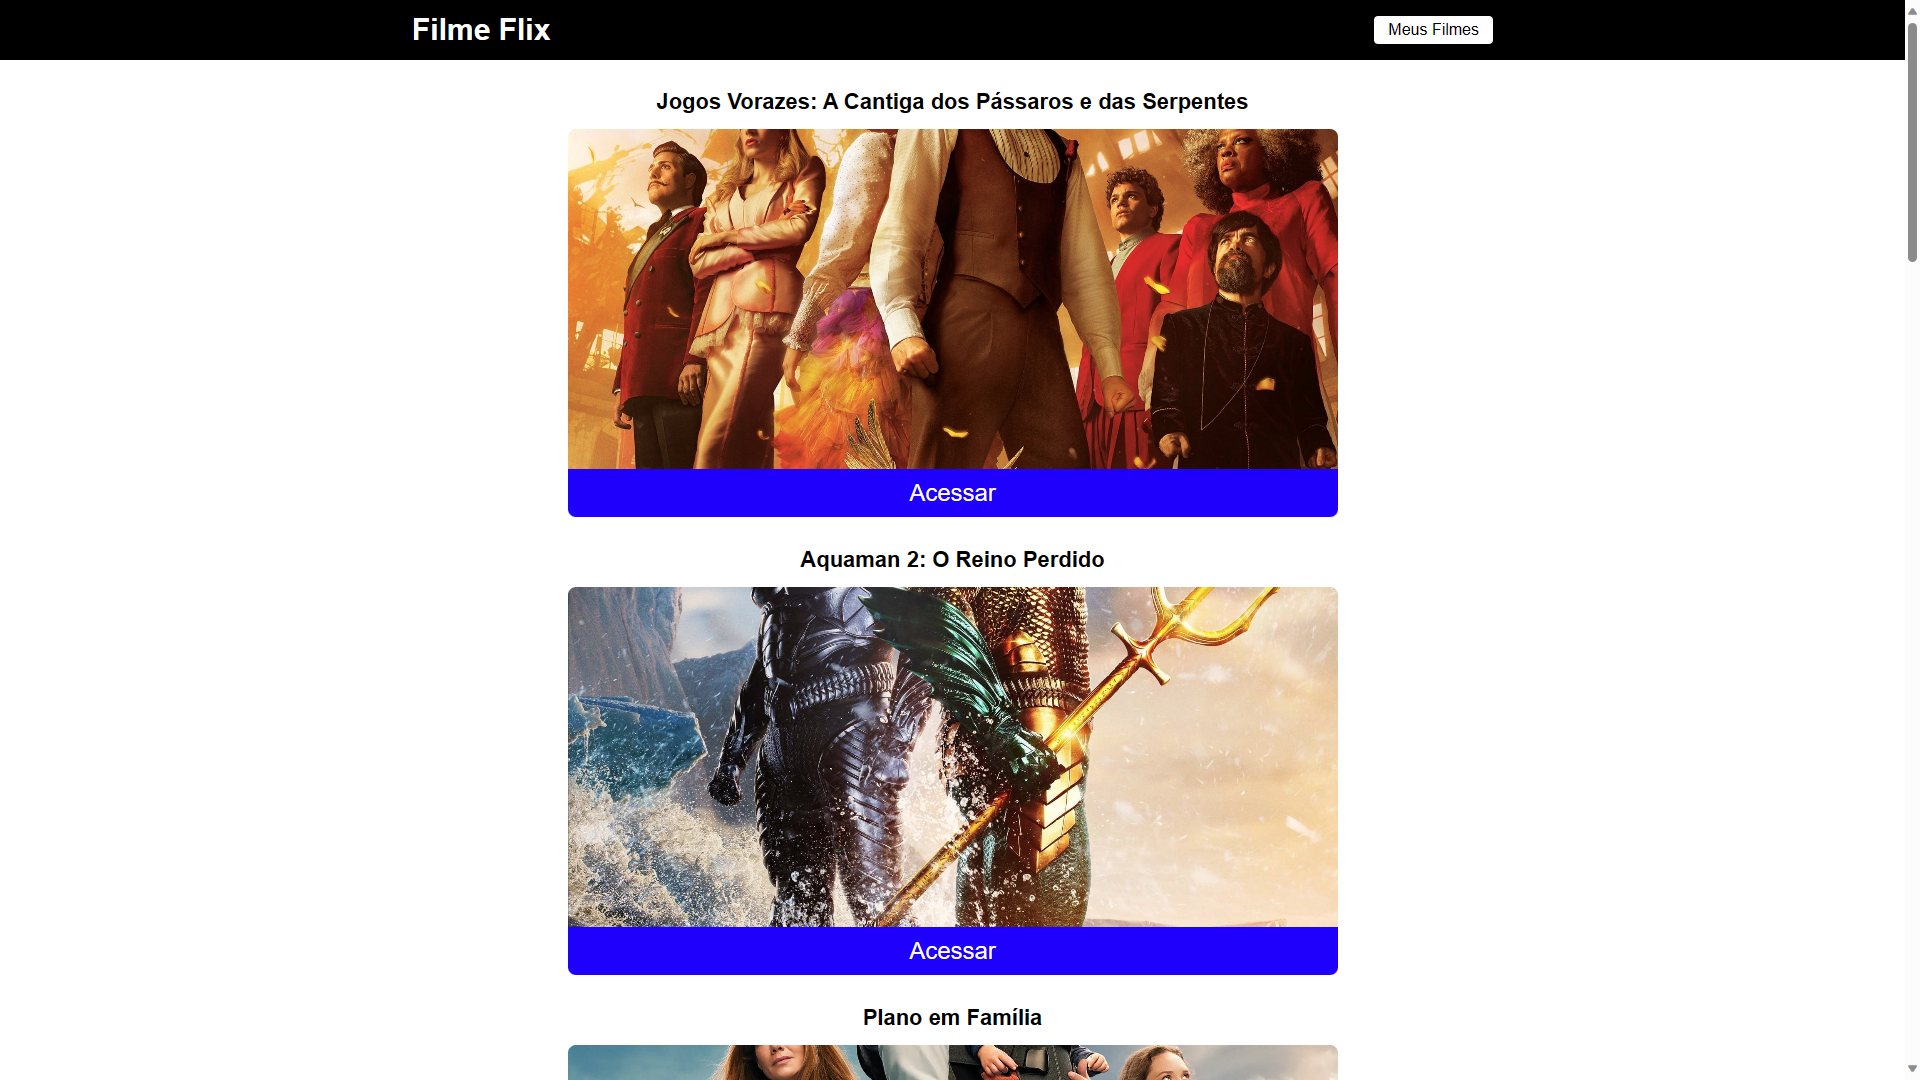 Filme Flix
Meus Filmes
Jogos Vorazes: A Cantiga dos Pássaros e das Serpentes
Acessar
Aquaman 2: O Reino Perdido
Acessar
Plano em Família